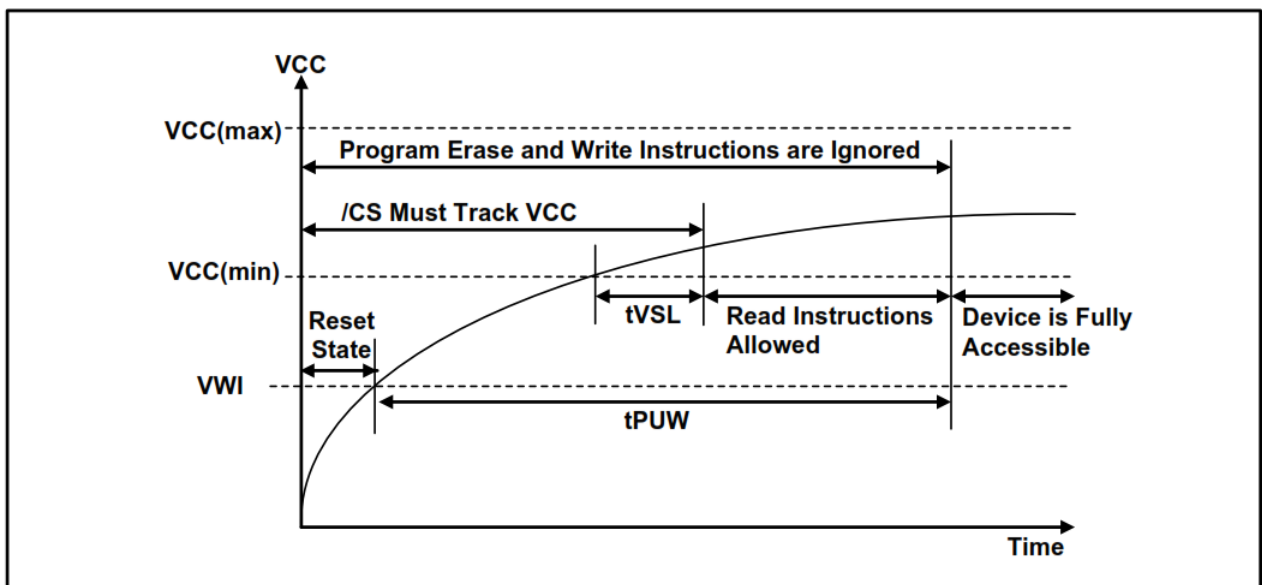 VCC
VCC(max)
Program Erase and Write Instructions are Ignored
/CS Must Track VCC
VCC(min)
Reset
State
tVSL
Read Instructions
Allowed
Device is Fully
Accessible
VWI
tPUW
Time